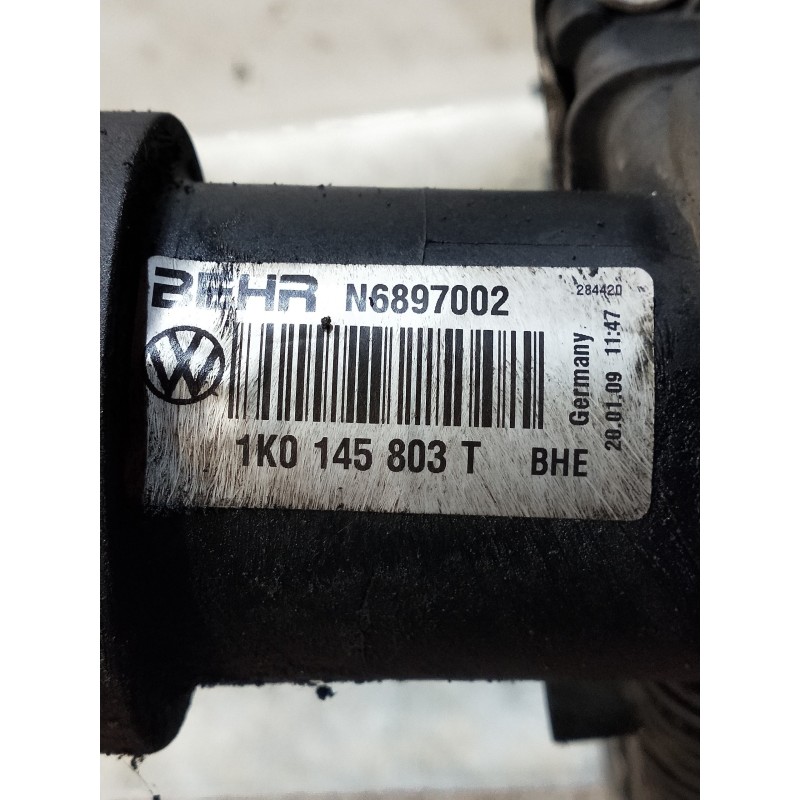 BEHR N6897002
284420
VW
1K0 145 803 T BHE
Germany
20.01.09 11:47